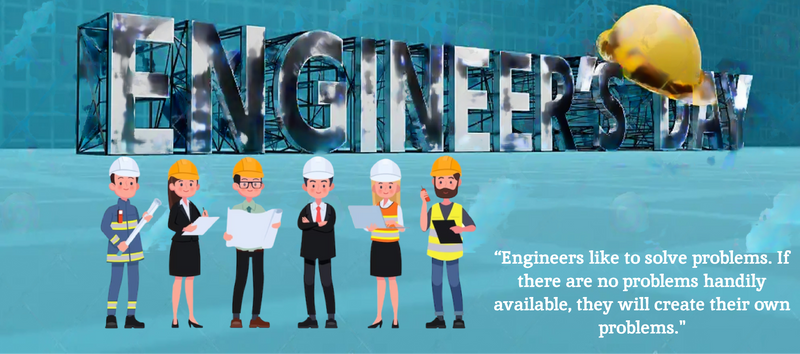 ENGINEER'S DAY
“Engineers like to solve problems. If
there are no problems handily
available, they will create their own
problems."